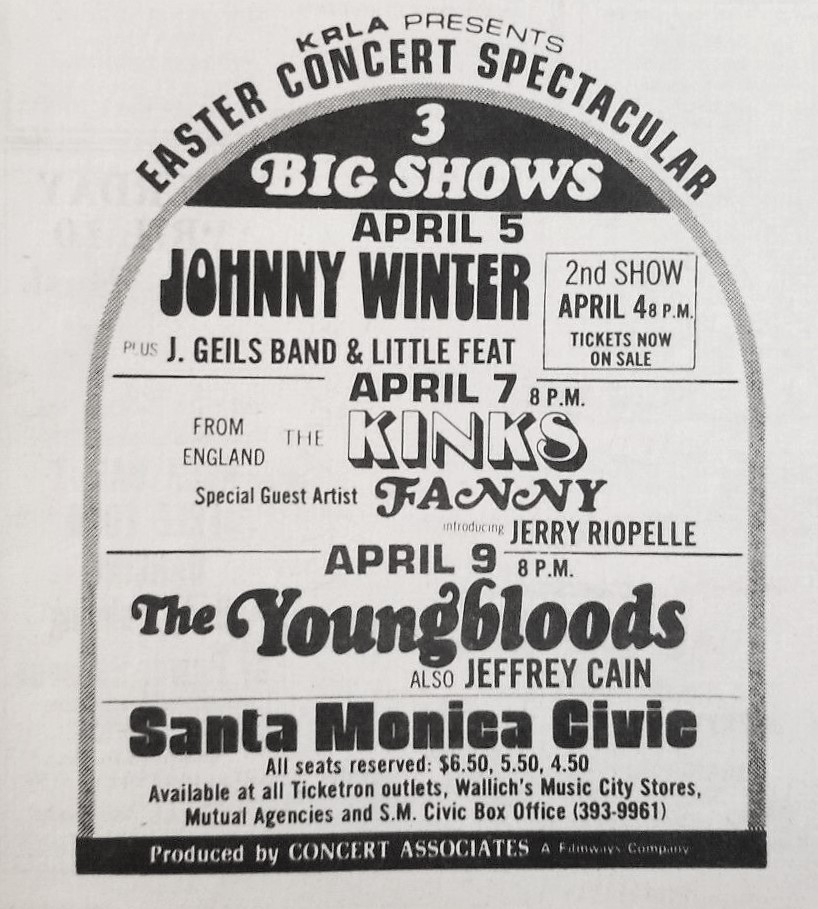 KRLA PRESENTS
EASTER CONCERT SPECTACULAR
3
BIG SHOWS
APRIL 5
JOHNNY WINTER
PLUS J. GEILS BAND & LITTLE FEAT
2nd SHOW
APRIL 4 8 P.M.
TICKETS NOW
ON SALE
APRIL 7 8 P.M.
FROM
ENGLAND
THE KINKS
Special Guest Artist FANNY
introducing JERRY RIOPELLE
APRIL 9 8 P.M.
The Youngbloods
ALSO JEFFREY CAIN
Santa Monica Civic
All seats reserved: $6.50, 5.50, 4.50
Available at all Ticketron outlets, Wallich's Music City Stores,
Mutual Agencies and S.M. Civic Box Office (393-9961)
Produced by CONCERT ASSOCIATES A Filmways Company